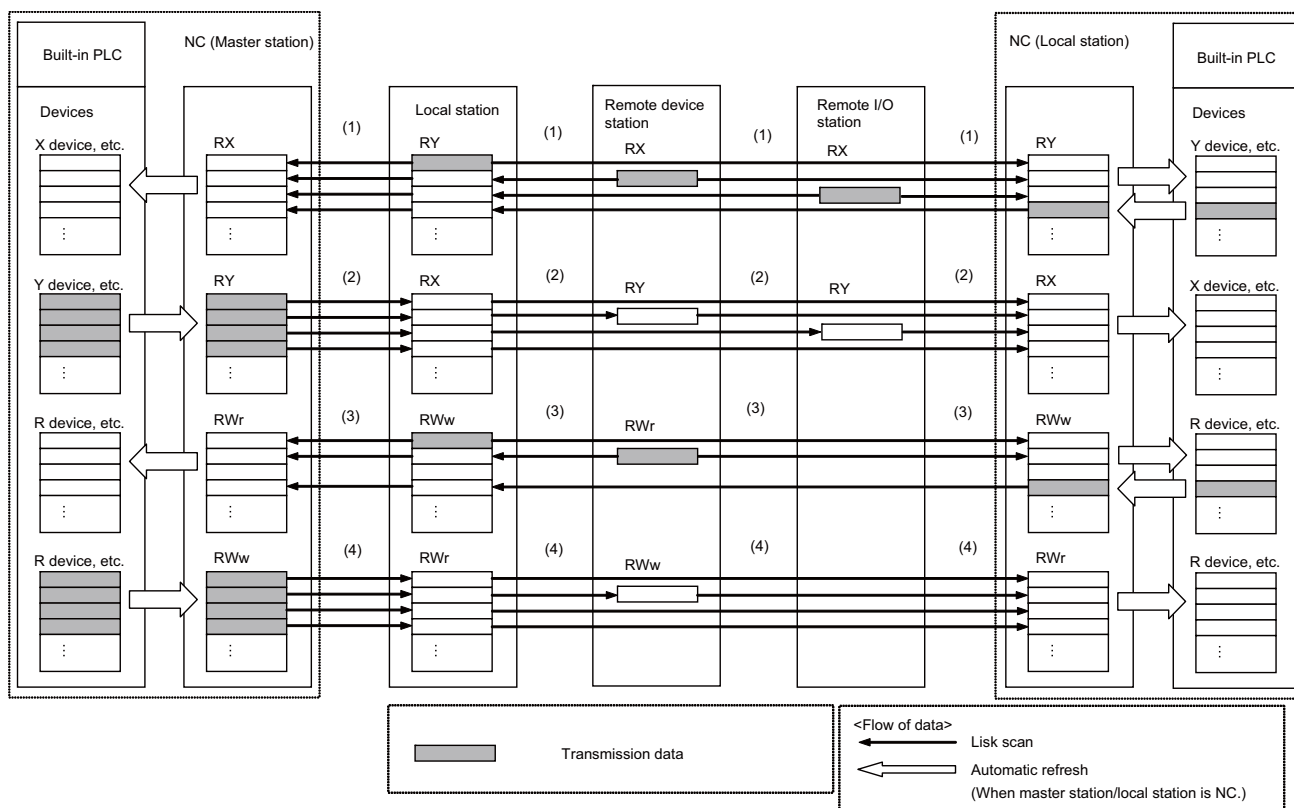 NC (Master station)
NC (Local station)
Built-in PLC
Built-in PLC
Devices
Local station
Remote device
station
Remote I/O
station
Devices
(1)
(1)
(1)
(1)
X device, etc.
RX
RY
RX
RX
RY
Y device, etc.
⋮
⋮
⋮
⋮
⋮
(2)
(2)
(2)
(2)
Y device, etc.
RY
RX
RY
RY
RX
X device, etc.
⋮
⋮
⋮
⋮
⋮
(3)
(3)
(3)
(3)
R device, etc.
RWr
RWw
RWr
RWw
R device, etc.
⋮
⋮
⋮
⋮
⋮
(4)
(4)
(4)
(4)
R device, etc.
RWw
RWr
RWw
RWr
R device, etc.
⋮
⋮
⋮
⋮
⋮
Transmission data
<Flow of data>
Lisk scan
Automatic refresh
(When master station/local station is NC.)